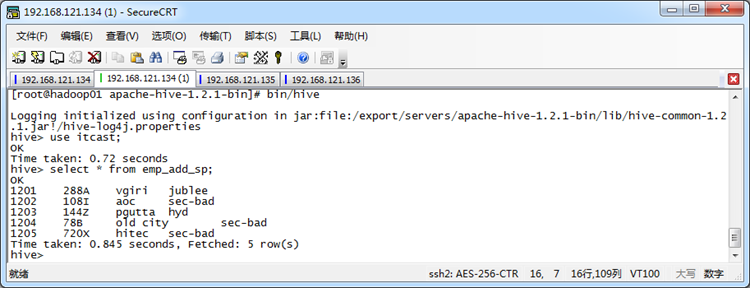 192.168.121.134 (1) - SecureCRT
文件(F) 编辑(E) 查看(V) 选项(O) 传输(T) 脚本(S) 工具(L) 帮助(H)
192.168.121.134 192.168.121.134 (1) 192.168.121.135 192.168.121.136
[root@hadoop01 apache-hive-1.2.1-bin]# bin/hive
Logging initialized using configuration in jar:file:/export/servers/apache-hive-1.2.1-bin/lib/hive-common-1.2
.1.jar!/hive-log4j.properties
hive> use itcast;
OK
Time taken: 0.72 seconds
hive> select * from emp_add_sp;
OK
1201 288A vgiri jublee
1202 108I aoc sec-bad
1203 144Z pgutta hyd
1204 78B old city sec-bad
1205 720X hitec sec-bad
Time taken: 0.845 seconds, Fetched: 5 row(s)
hive>
就绪 ssh2: AES-256-CTR 16, 7 16行,109列 VT100 大写 数字